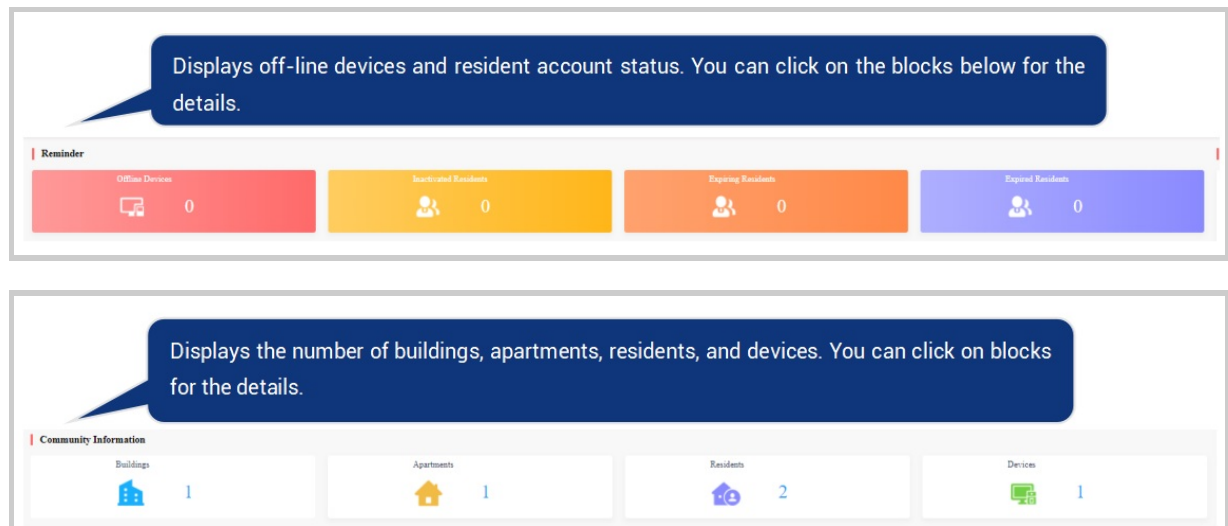 Displays off-line devices and resident account status. You can click on the blocks below for the
details.
Reminder
Offline Devices
0
Inactivated Residents
0
Expiring Residents
0
Expired Residents
0
Displays the number of buildings, apartments, residents, and devices. You can click on blocks
for the details.
Community Information
Buildings
1
Apartments
1
Residents
2
Devices
1